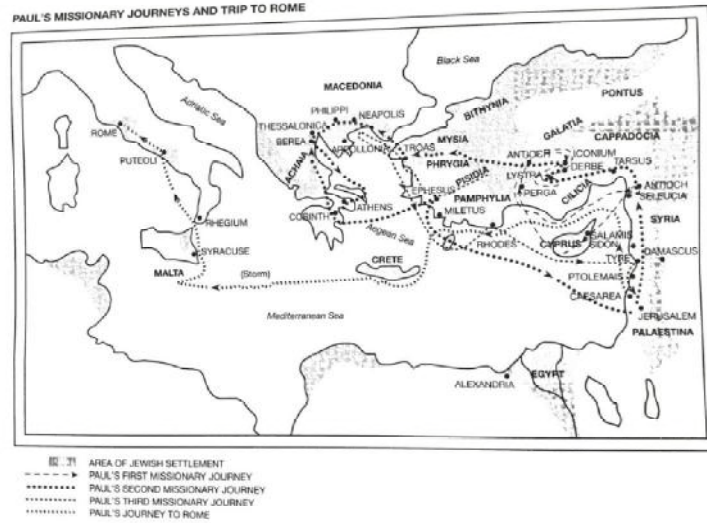 PAUL'S MISSIONARY JOURNEYS AND TRIP TO ROME
Black Sea
Adriatic Sea
MACEDONIA
PONTUS
PHILIPPI
NEAPOLIS
BITHYNIA
ROME
THESSALONICA
GALATIA
BEREA
APOLLONIA
TROAS
MYSIA
CAPPADOCIA
PUTEOLI
PHRYGIA
ANTIOCH
ICONIUM
DERBE
TARSUS
ACHAIA
LYSTRA
PISIDIA
EPHESUS
ANTIOCH
SELEUCIA
ATHENS
PAMPHYLIA
PERGA
CILICIA
CORINTH
MILETUS
SYRIA
RHEGIUM
Aegean Sea
RHODES
CYPRUS
SALAMIS
SIDON
SYRACUSE
DAMASCUS
CRETE
TYRE
MALTA
(Storm)
PTOLEMAIS
CAESAREA
Mediterranean Sea
JERUSALEM
PALAESTINA
EGYPT
ALEXANDRIA
AREA OF JEWISH SETTLEMENT
PAUL'S FIRST MISSIONARY JOURNEY
PAUL'S SECOND MISSIONARY JOURNEY
PAUL'S THIRD MISSIONARY JOURNEY
PAUL'S JOURNEY TO ROME